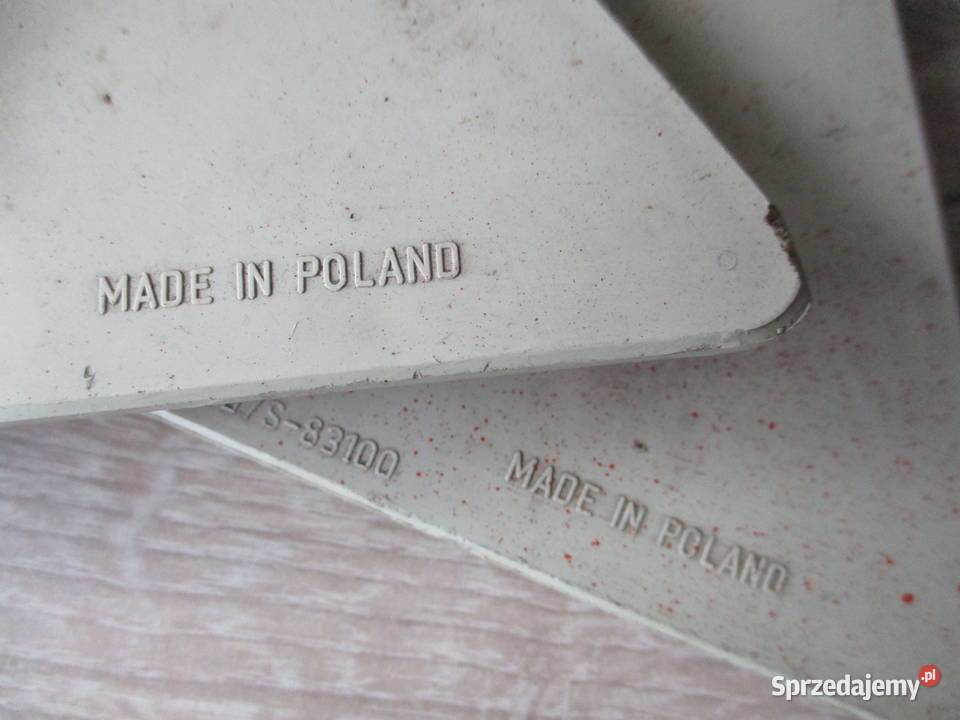 MADE IN POLAND
/S-83100
MADE IN POLAND
Sprzedajemy.pl